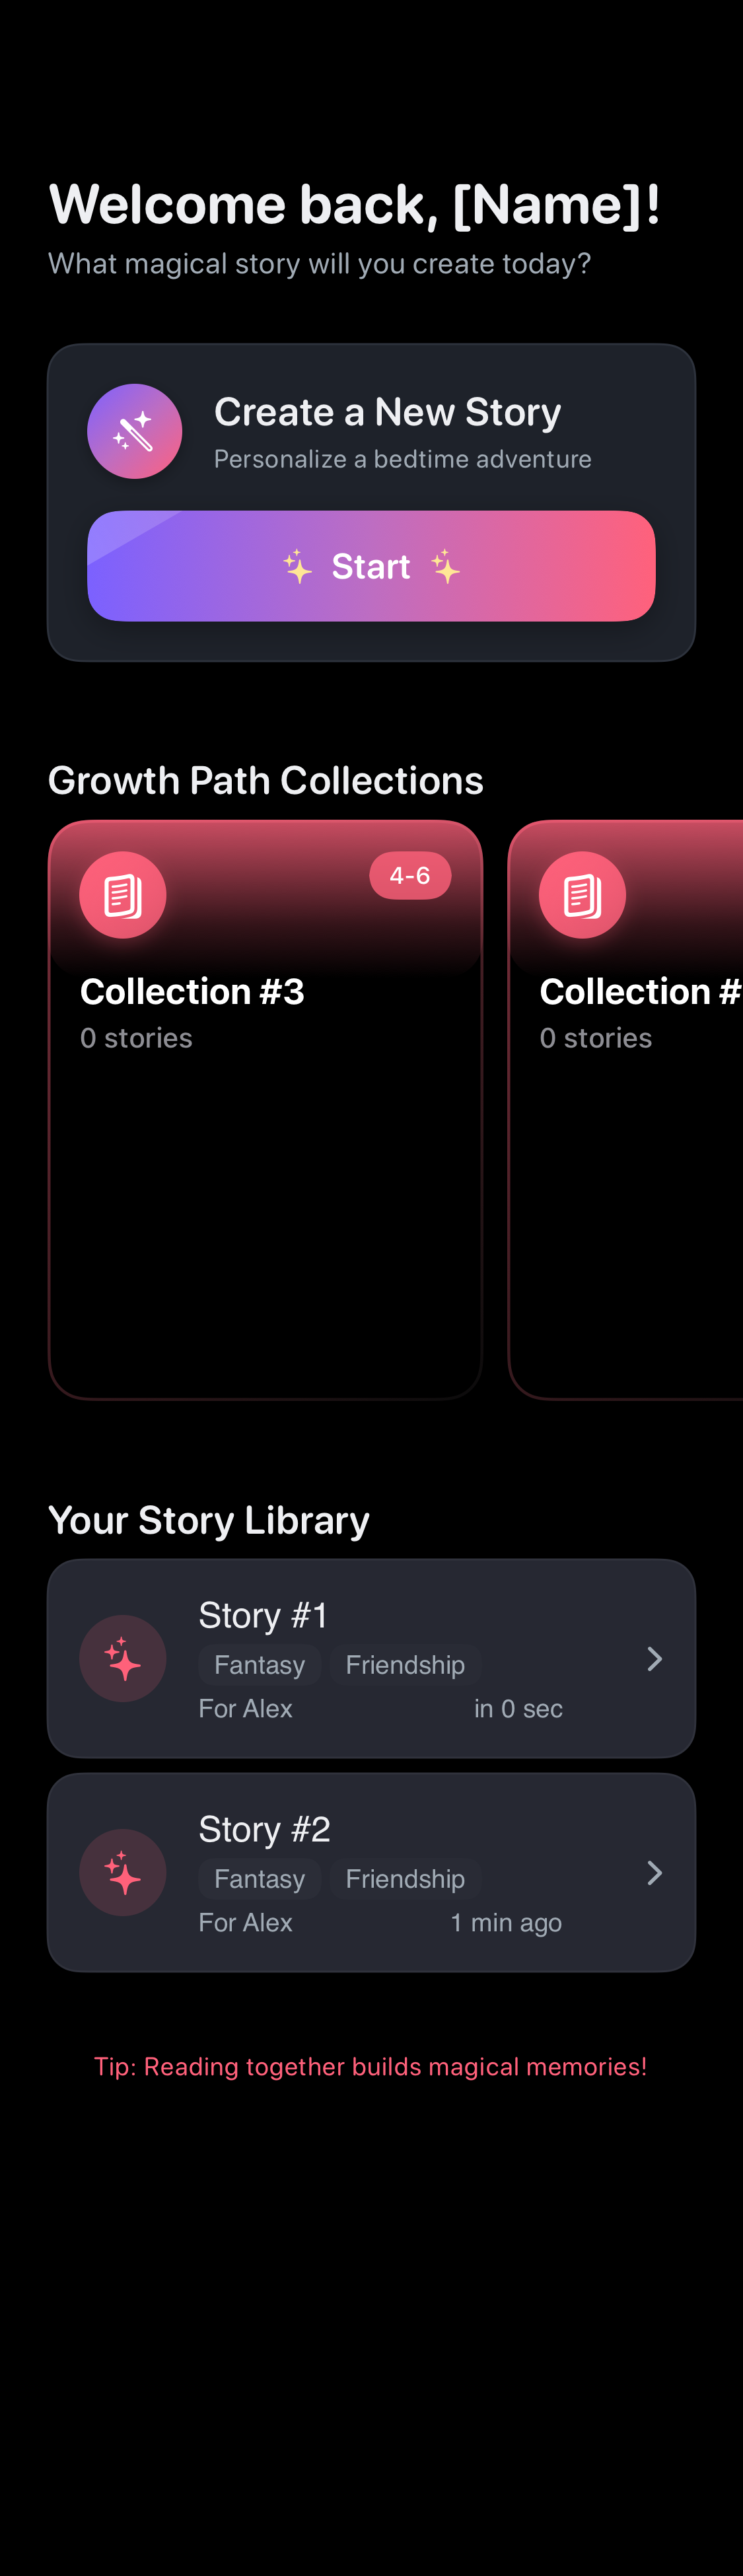 Welcome back, [Name]!
What magical story will you create today?
Create a New Story
Personalize a bedtime adventure
Start
Growth Path Collections
4-6
Collection #3
0 stories
Collection #
0 stories
Your Story Library
Story #1
Fantasy Friendship
For Alex in 0 sec
Story #2
Fantasy Friendship
For Alex 1 min ago
Tip: Reading together builds magical memories!